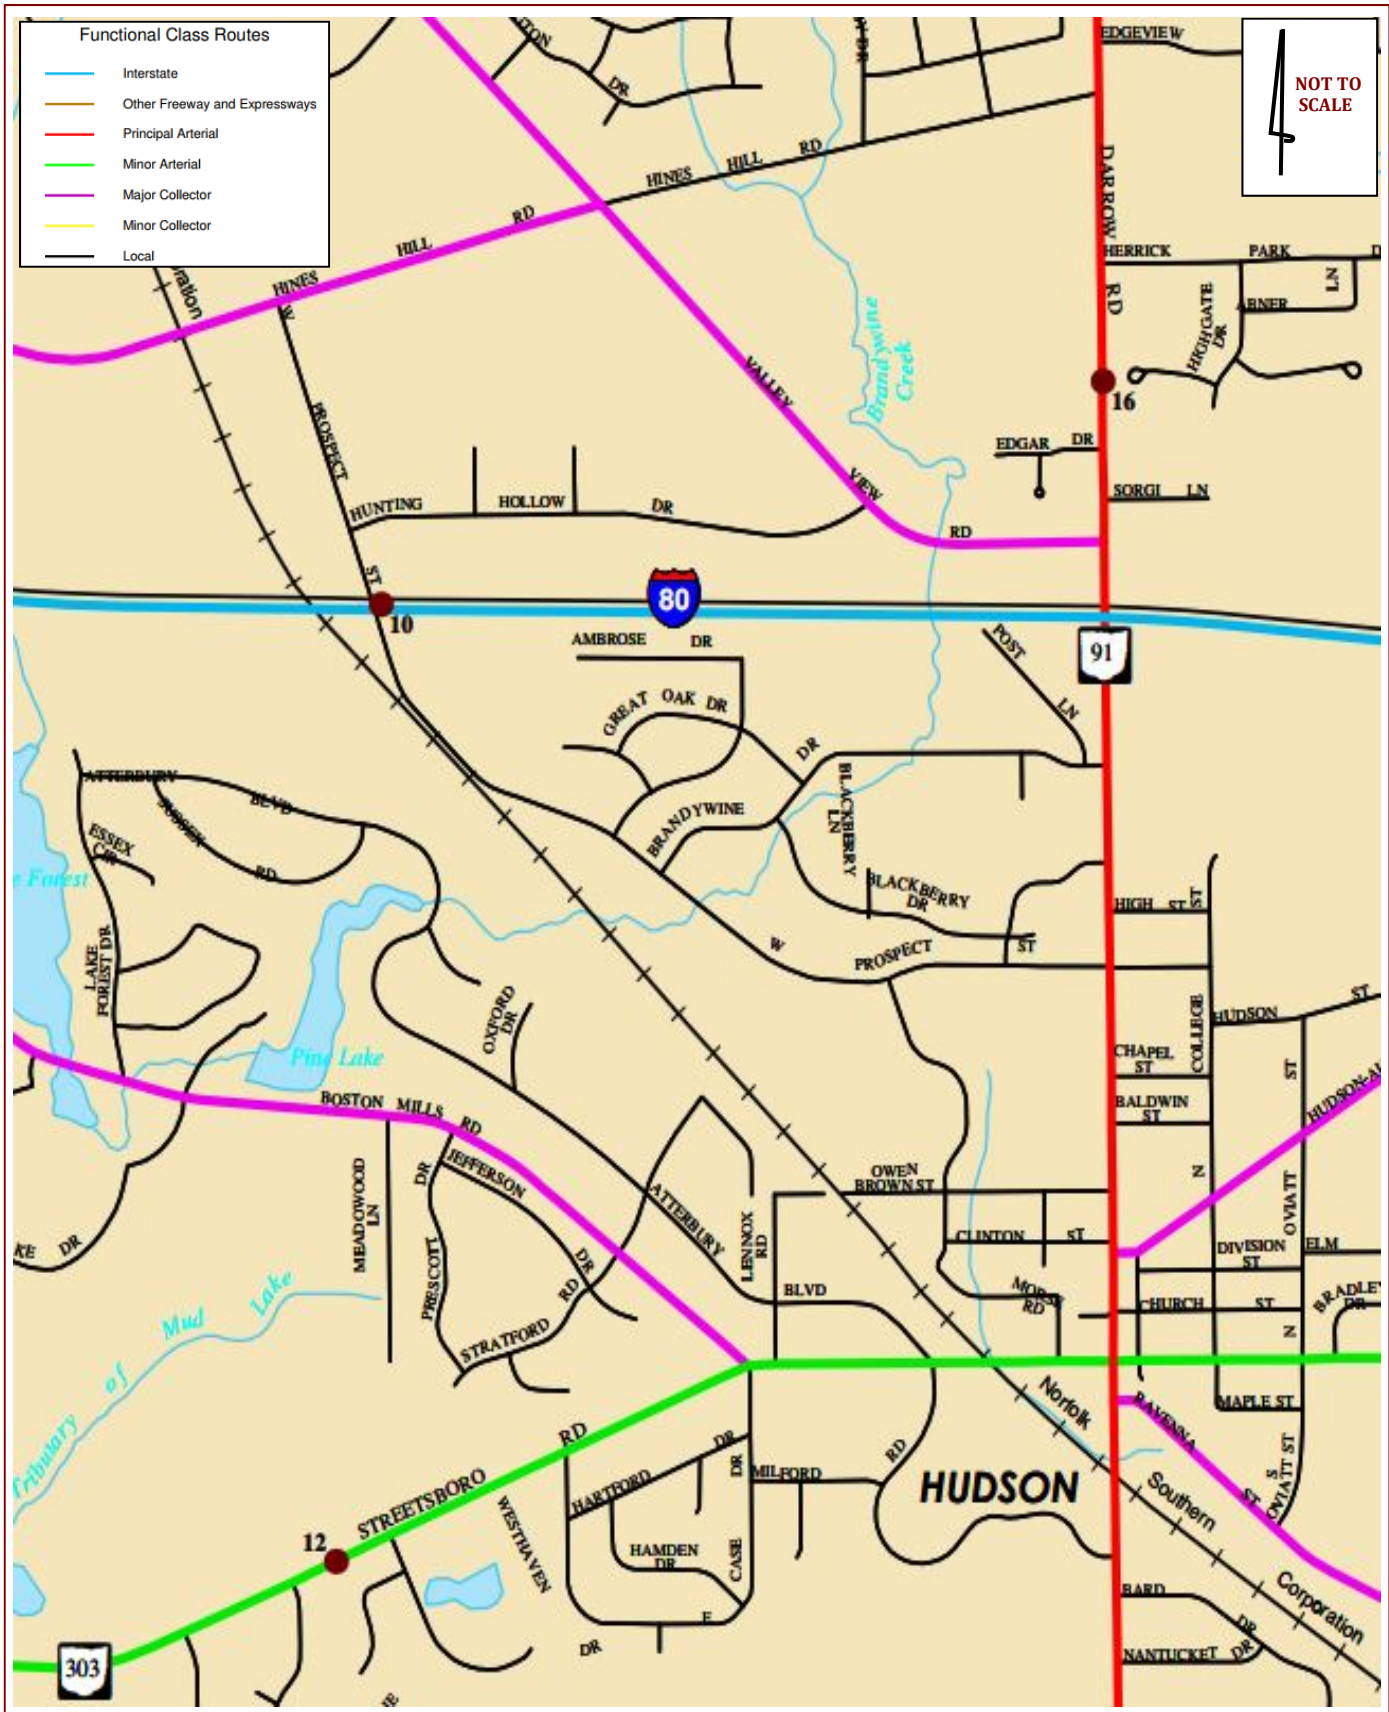 Functional Class Routes
Interstate
Other Freeway and Expressways
Principal Arterial
Minor Arterial
Major Collector
Minor Collector
Local
NOT TO
SCALE
EDGEVIEW
DR
HINES HILL RD
HINES HILL RD
DARROW RD
HERRICK PARK
LN
ABNER
HIGHGATE
DR
Brandywine
Creek
VALLEY VIEW RD
W PROSPECT ST
16
EDGAR DR
SORGI LN
HUNTING HOLLOW DR
10
80
91
AMBROSE DR
POST LN
GREAT OAK DR
BRANDYWINE DR
BLACKBERRY
LN
BLACKBERRY
DR
ATTERBURY BLVD
SUSSEX RD
ESSEX
CIR
e Forest
LAKE
FOREST DR
HIGH ST
ST
W PROSPECT ST
OXFORD
DR
COLLEGE
N
HUDSON ST
CHAPEL
ST
BALDWIN
ST
HUDSON-AU
Pine Lake
BOSTON MILLS RD
MEADOWOOD
LN
JEFFERSON DR
PRESCOTT DR
STRATFORD RD
ATTERBURY BLVD
LENNOX
RD
OWEN
BROWN ST
CLINTON ST
MORSE
RD
N OVIATT ST
DIVISION
ST
ELM
CHURCH ST
BRADLEY
DR
KE DR
Tributary of Mud Lake
MAPLE ST
RAVENNA ST
S
OVIATT ST
Norfolk Southern Corporation
HUDSON
STREETSBORO RD
HARTFORD DR
MILFORD RD
CASE DR
HAMDEN
DR
E
WESTHAVEN DR
12
303
BARD DR
NANTUCKET DR